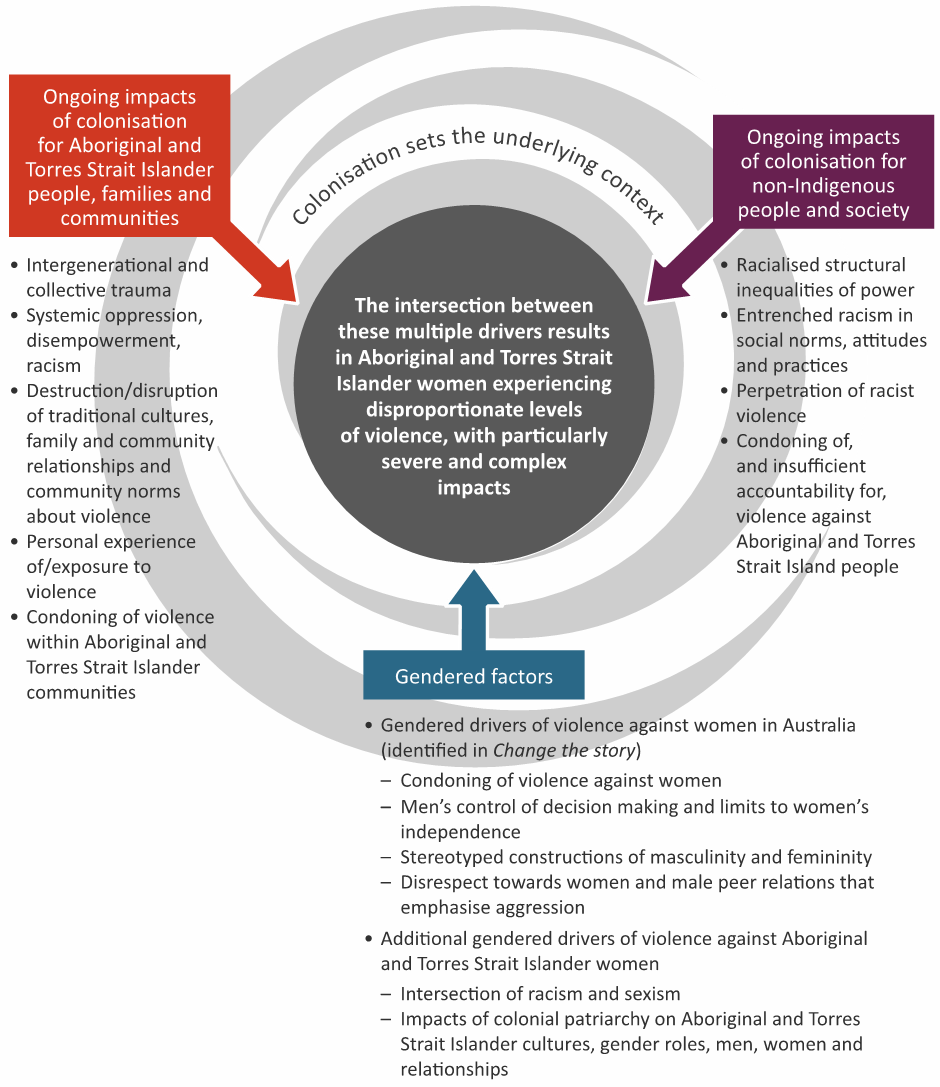 Ongoing impacts
of colonisation
for Aboriginal and
Torres Strait Islander
people, families and
communities
• Intergenerational and
collective trauma
• Systemic oppression,
disempowerment,
racism
• Destruction/disruption
of traditional cultures,
family and community
relationships and
community norms
about violence
• Personal experience
of/exposure to
violence
• Condoning of violence
within Aboriginal and
Torres Strait Islander
communities
Colonisation sets the underlying context
The intersection between
these multiple drivers results
in Aboriginal and Torres Strait
Islander women experiencing
disproportionate levels
of violence, with particularly
severe and complex
impacts
Ongoing impacts
of colonisation for
non-Indigenous
people and society
• Racialised structural
inequalities of power
• Entrenched racism in
social norms, attitudes
and practices
• Perpetration of racist
violence
• Condoning of,
and insufficient
accountability for,
violence against
Aboriginal and Torres
Strait Island people
Gendered factors
• Gendered drivers of violence against women in Australia
(identified in Change the story)
– Condoning of violence against women
– Men’s control of decision making and limits to women’s
independence
– Stereotyped constructions of masculinity and femininity
– Disrespect towards women and male peer relations that
emphasise aggression
• Additional gendered drivers of violence against Aboriginal
and Torres Strait Islander women
– Intersection of racism and sexism
– Impacts of colonial patriarchy on Aboriginal and Torres
Strait Islander cultures, gender roles, men, women and
relationships